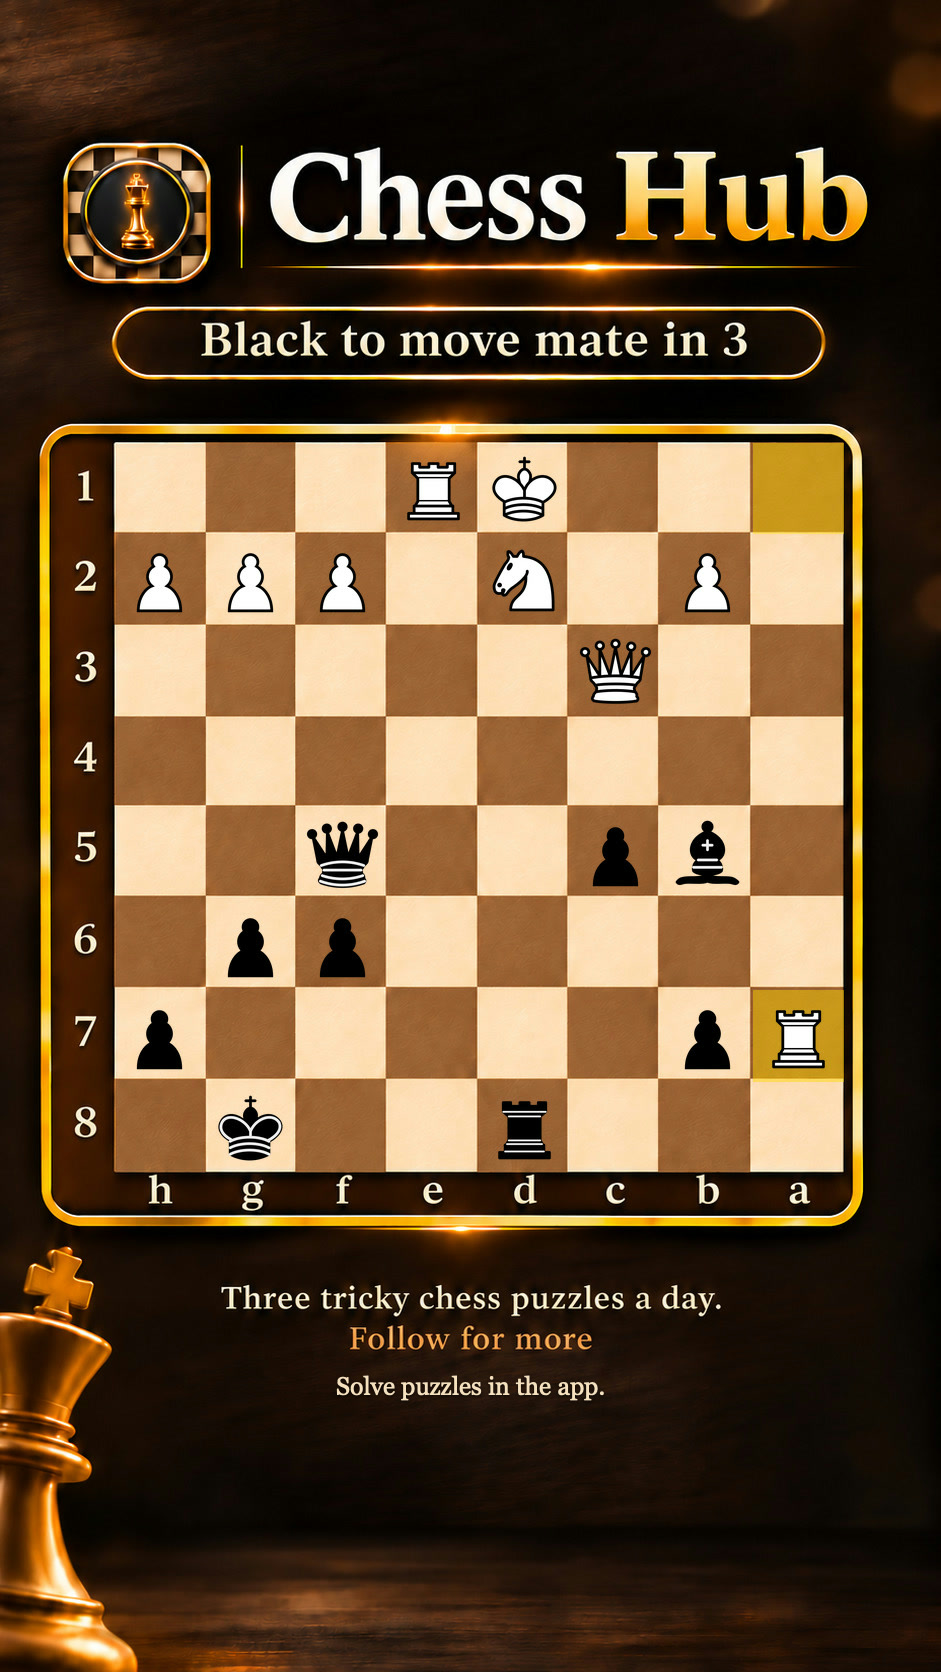 Chess Hub
Black to move mate in 3
1
2
3
4
5
6
7
8
h g f e d c b a
Three tricky chess puzzles a day.
Follow for more
Solve puzzles in the app.